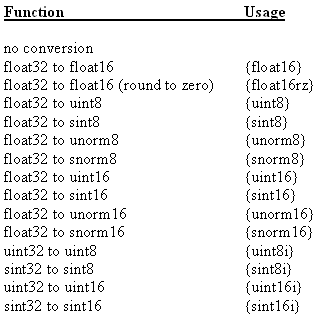 Function Usage
no conversion
float32 to float16 {float16}
float32 to float16 (round to zero) {float16rz}
float32 to uint8 {uint8}
float32 to sint8 {sint8}
float32 to unorm8 {unorm8}
float32 to snorm8 {snorm8}
float32 to uint16 {uint16}
float32 to sint16 {sint16}
float32 to unorm16 {unorm16}
float32 to snorm16 {snorm16}
uint32 to uint8 {uint8i}
sint32 to sint8 {sint8i}
uint32 to uint16 {uint16i}
sint32 to sint16 {sint16i}